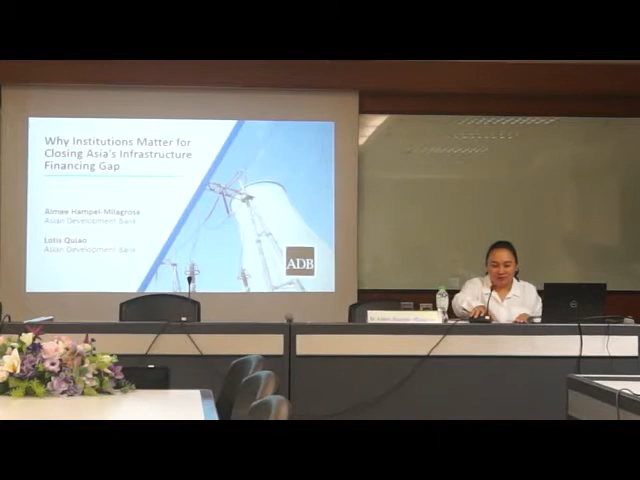 Why Institutions Matter for
Closing Asia's Infrastructure
Financing Gap
Aimee Hampel-Milagrosa
Asian Development Bank
Lotis Quiao
Asian Development Bank
ADB